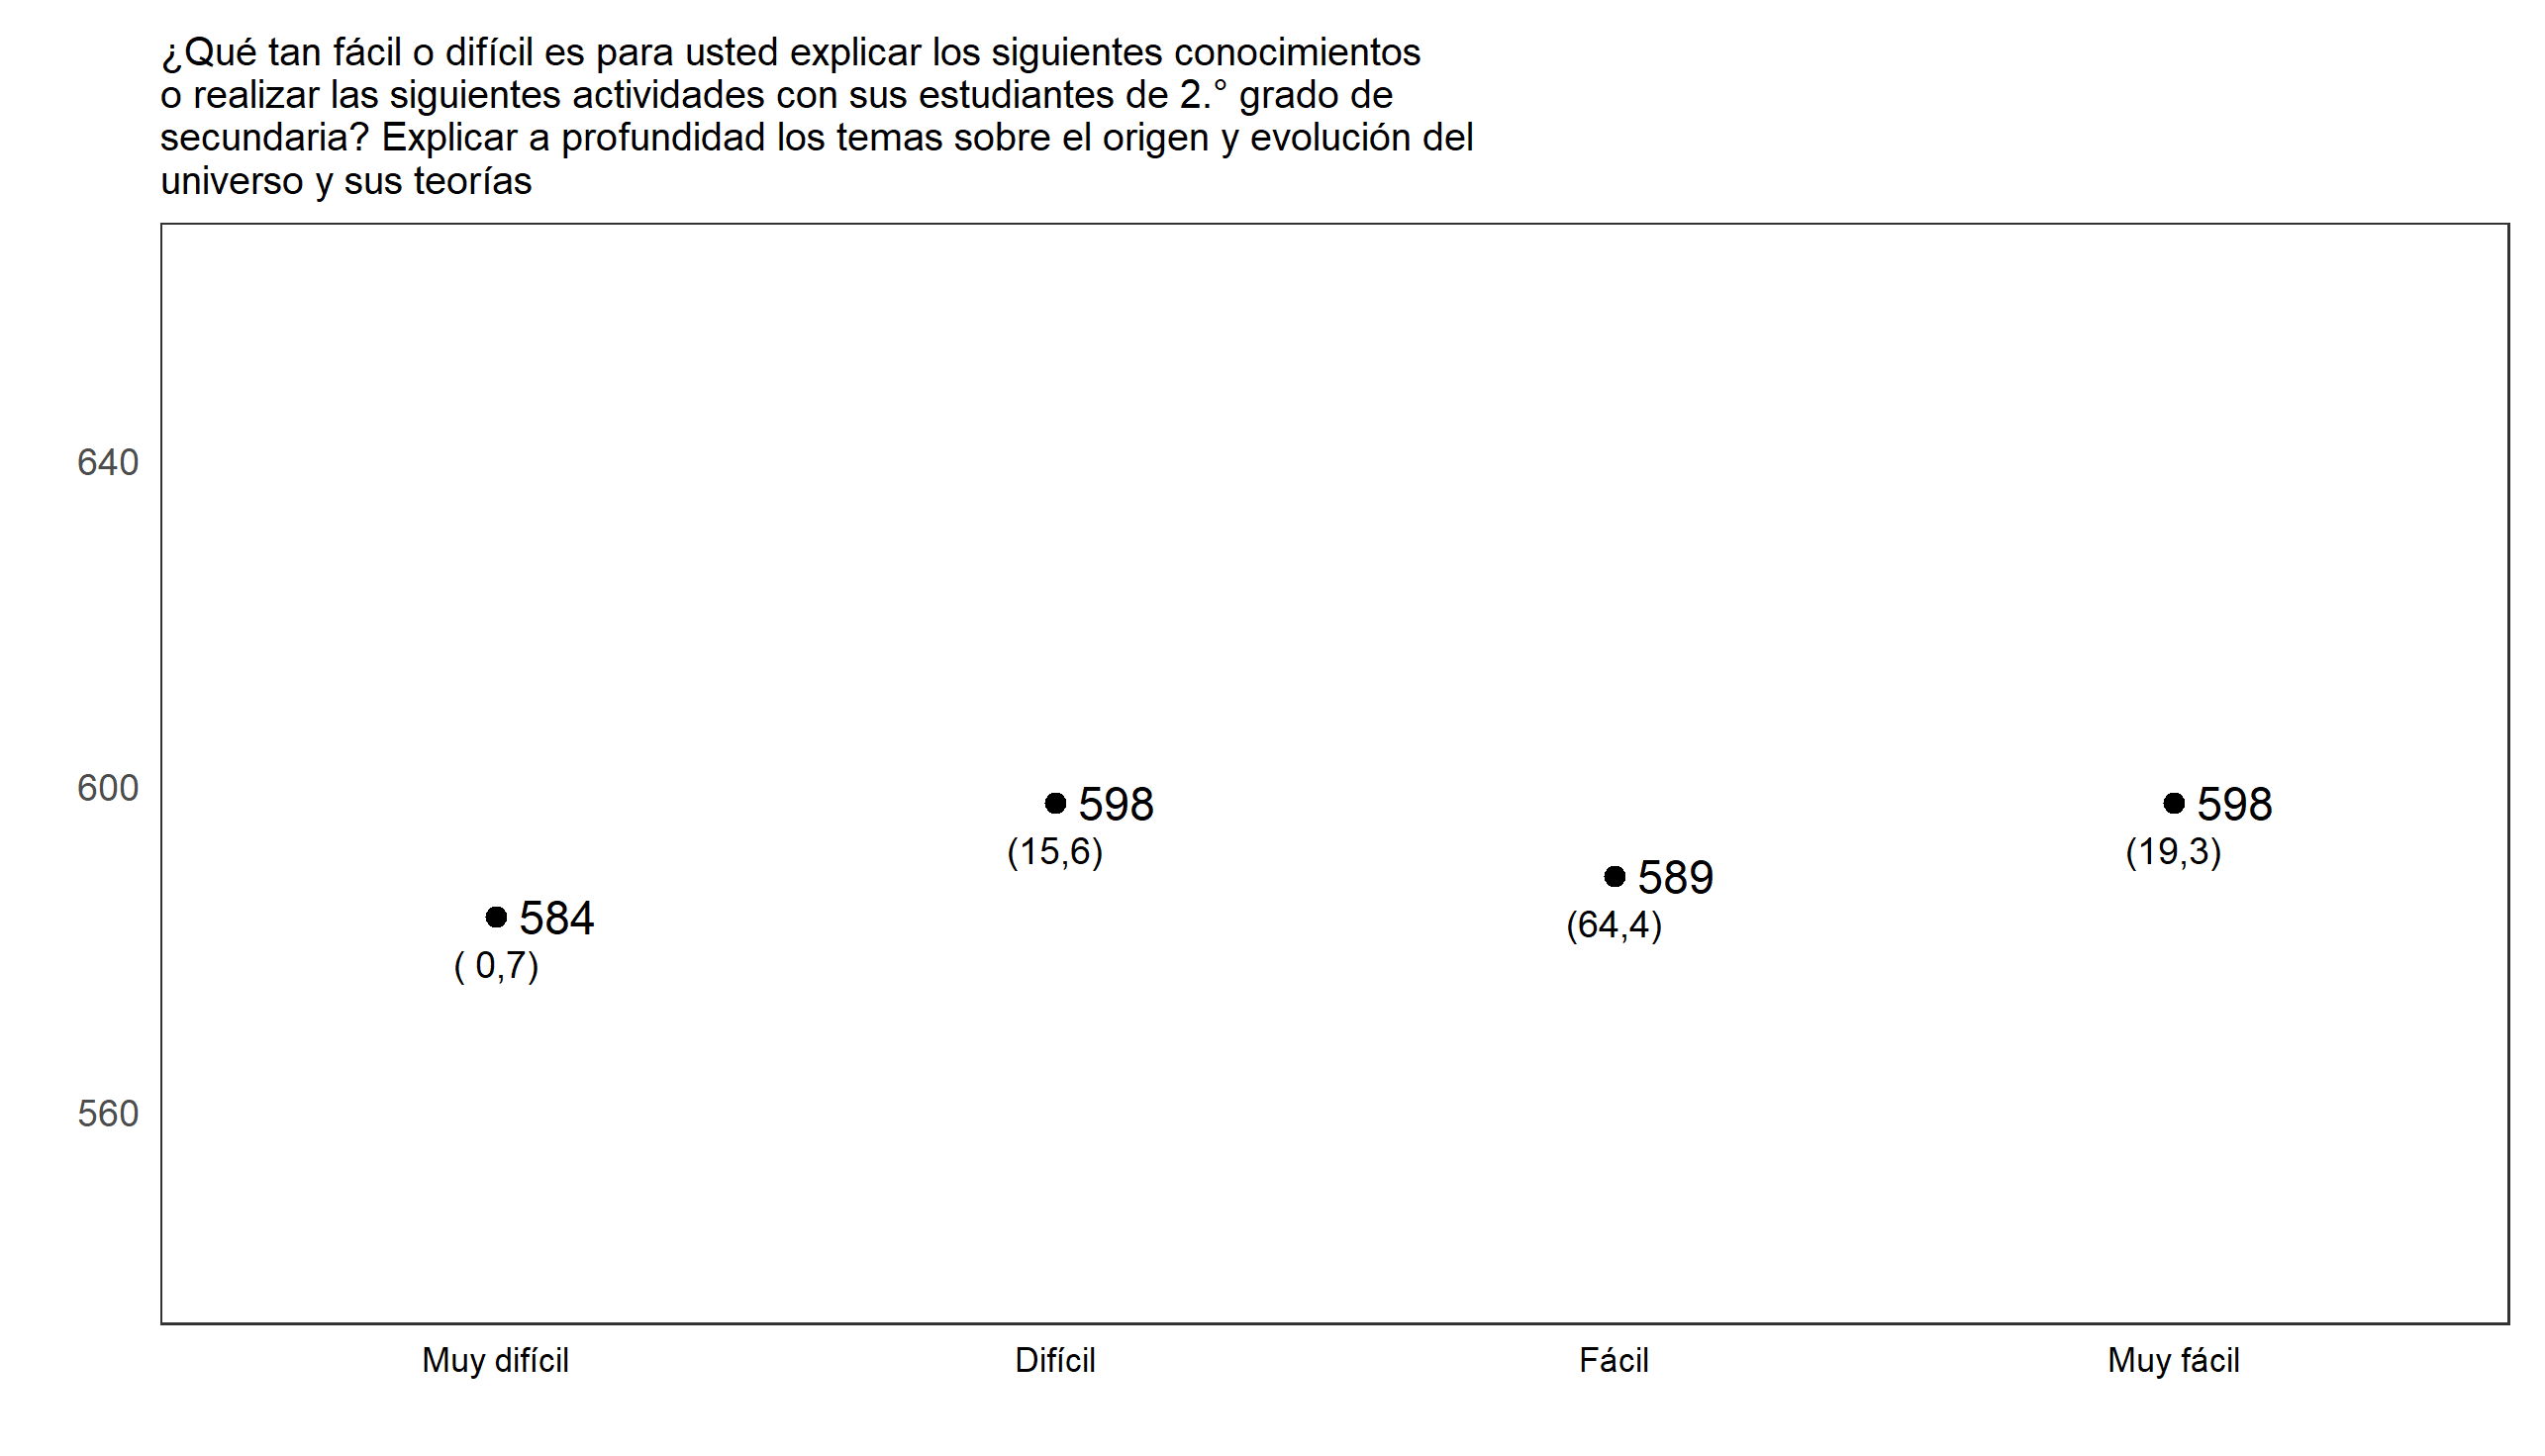 ¿Qué tan fácil o difícil es para usted explicar los siguientes conocimientos
o realizar las siguientes actividades con sus estudiantes de 2.° grado de
secundaria? Explicar a profundidad los temas sobre el origen y evolución del
universo y sus teorías
640
600
560
584
( 0,7)
598
(15,6)
589
(64,4)
598
(19,3)
Muy difícil
Difícil
Fácil
Muy fácil